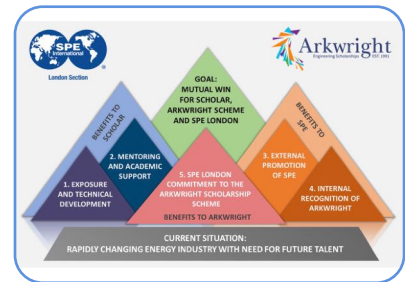 SPE
International
London Section
Arkwright
Engineering Scholarships EST. 1991
GOAL:
MUTUAL WIN
FOR SCHOLAR,
ARKWRIGHT SCHEME
AND SPE LONDON
BENEFITS TO
SCHOLAR
BENEFITS TO
SPE
2. MENTORING
AND ACADEMIC
SUPPORT
3. EXTERNAL
PROMOTION
OF SPE
1. EXPOSURE
AND TECHNICAL
DEVELOPMENT
5. SPE LONDON
COMMITMENT TO THE
ARKWRIGHT SCHOLARSHIP
SCHEME
4. INTERNAL
RECOGNITION OF
ARKWRIGHT
BENEFITS TO ARKWRIGHT
CURRENT SITUATION:
RAPIDLY CHANGING ENERGY INDUSTRY WITH NEED FOR FUTURE TALENT